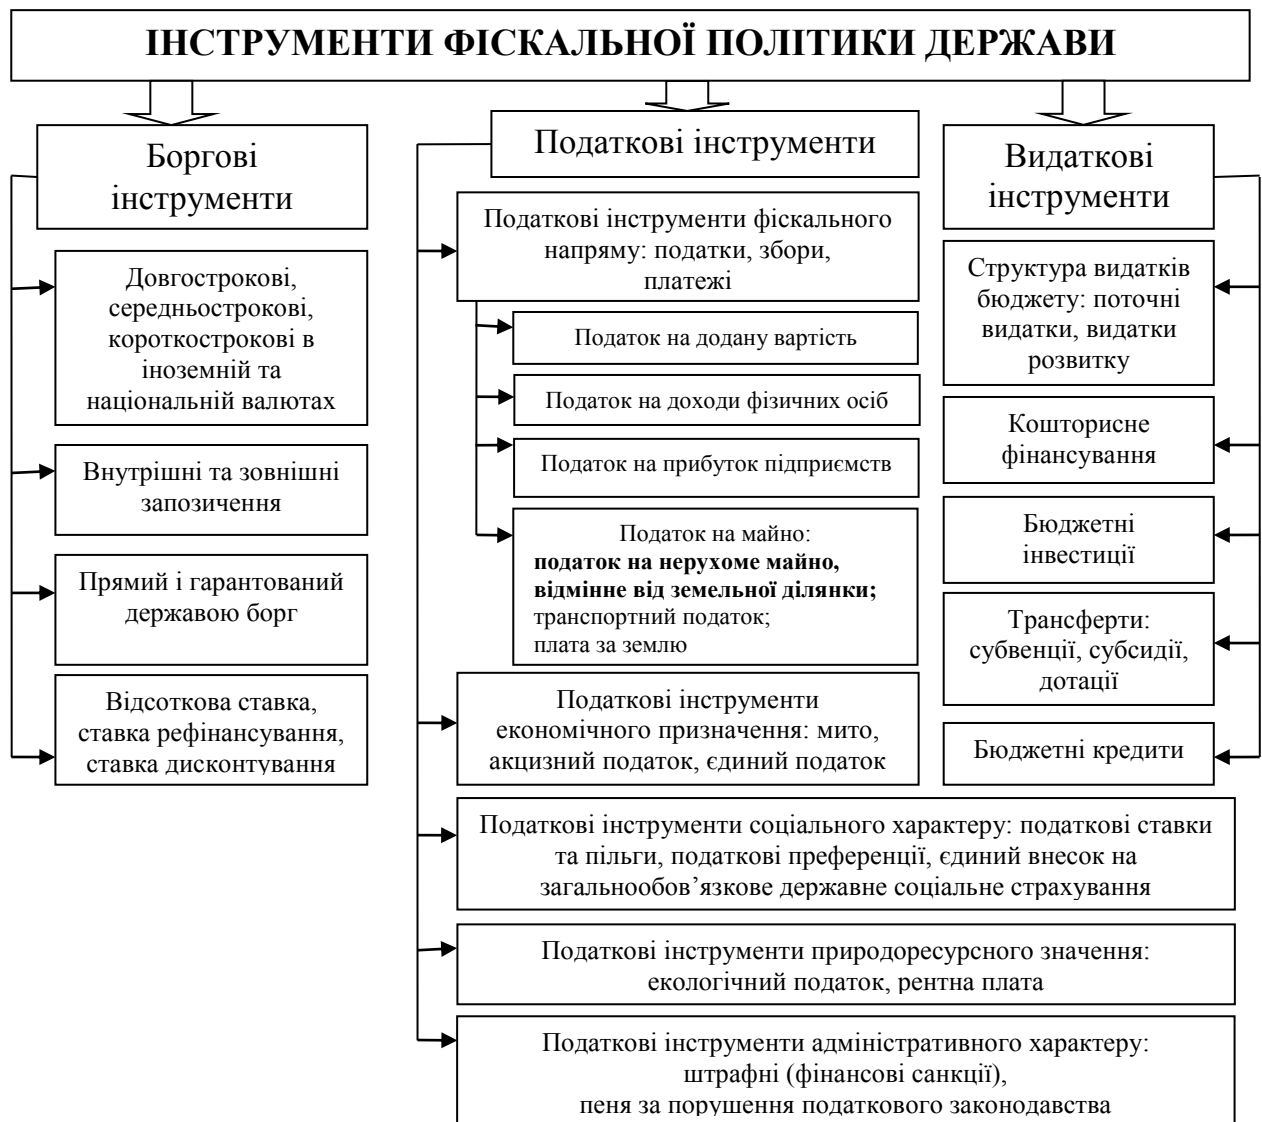 ІНСТРУМЕНТИ ФІСКАЛЬНОЇ ПОЛІТИКИ ДЕРЖАВИ
Боргові
інструменти
Довгострокові,
середньострокові,
короткострокові в
іноземній та
національній валютах
Внутрішні та зовнішні
запозичення
Прямий і гарантований
державою борг
Відсоткова ставка,
ставка рефінансування,
ставка дисконтування
Податкові інструменти
Податкові інструменти фіскального
напряму: податки, збори,
платежі
Податок на додану вартість
Податок на доходи фізичних осіб
Податок на прибуток підприємств
Податок на майно:
податок на нерухоме майно,
відмінне від земельної ділянки;
транспортний податок;
плата за землю
Податкові інструменти
економічного призначення: мито,
акцизний податок, єдиний податок
Податкові інструменти соціального характеру: податкові ставки
та пільги, податкові преференції, єдиний внесок на
загальнообов’язкове державне соціальне страхування
Податкові інструменти природоресурсного значення:
екологічний податок, рентна плата
Податкові інструменти адміністративного характеру:
штрафні (фінансові санкції),
пеня за порушення податкового законодавства
Видаткові
інструменти
Структура видатків
бюджету: поточні
видатки, видатки
розвитку
Кошторисне
фінансування
Бюджетні
інвестиції
Трансферти:
субвенції, субсидії,
дотації
Бюджетні кредити